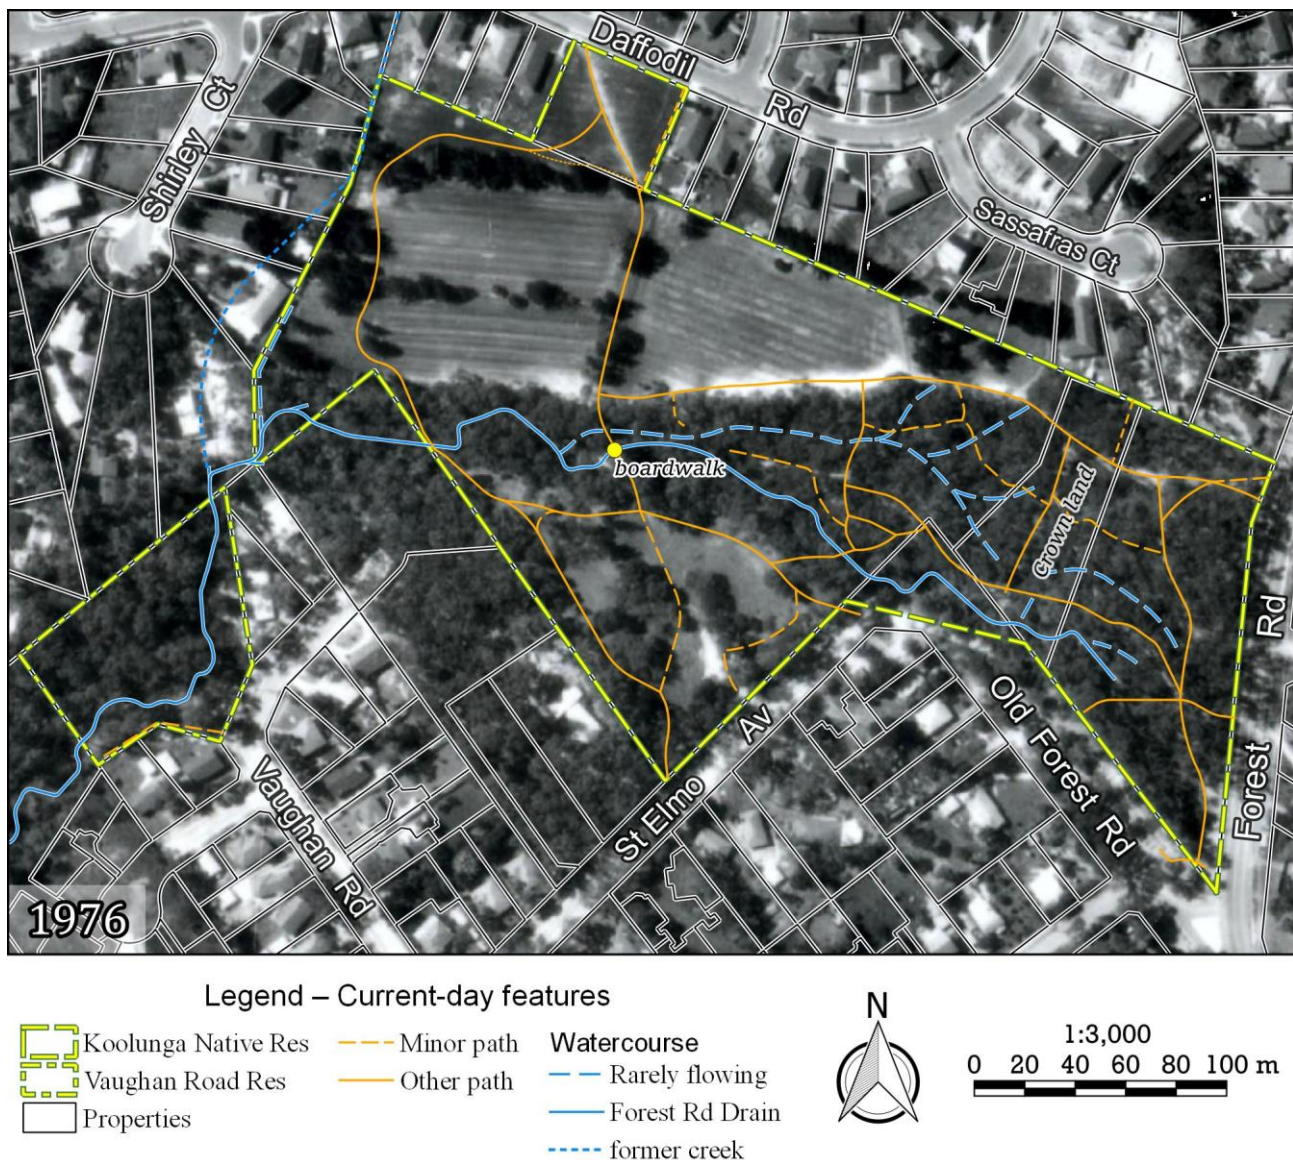 Daffodil
Rd
Shirley Ct
Sassafras Ct
boardwalk
crown land
Forest Rd
Old Forest Rd
St Elmo Av
Vaughan Rd
1976
Legend – Current-day features
Koolunga Native Res
Vaughan Road Res
Properties
Minor path
Other path
Watercourse
Rarely flowing
Forest Rd Drain
former creek
N
1:3,000
0 20 40 60 80 100 m